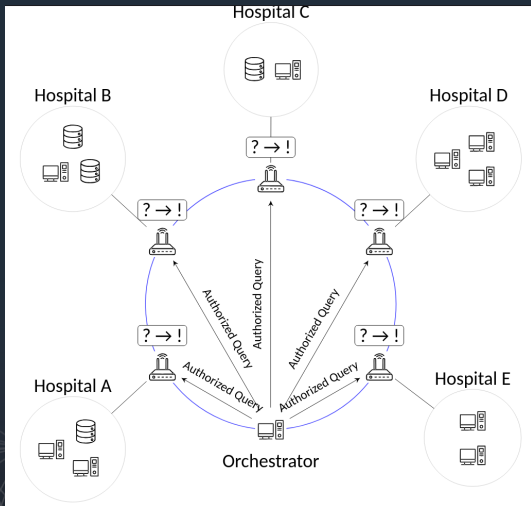 Hospital C
Hospital B
Hospital D
? → !
? → !
? → !
Authorized Query
Authorized Query
Authorized Query
? → !
? → !
Authorized Query
Authorized Query
Hospital A
Hospital E
Orchestrator